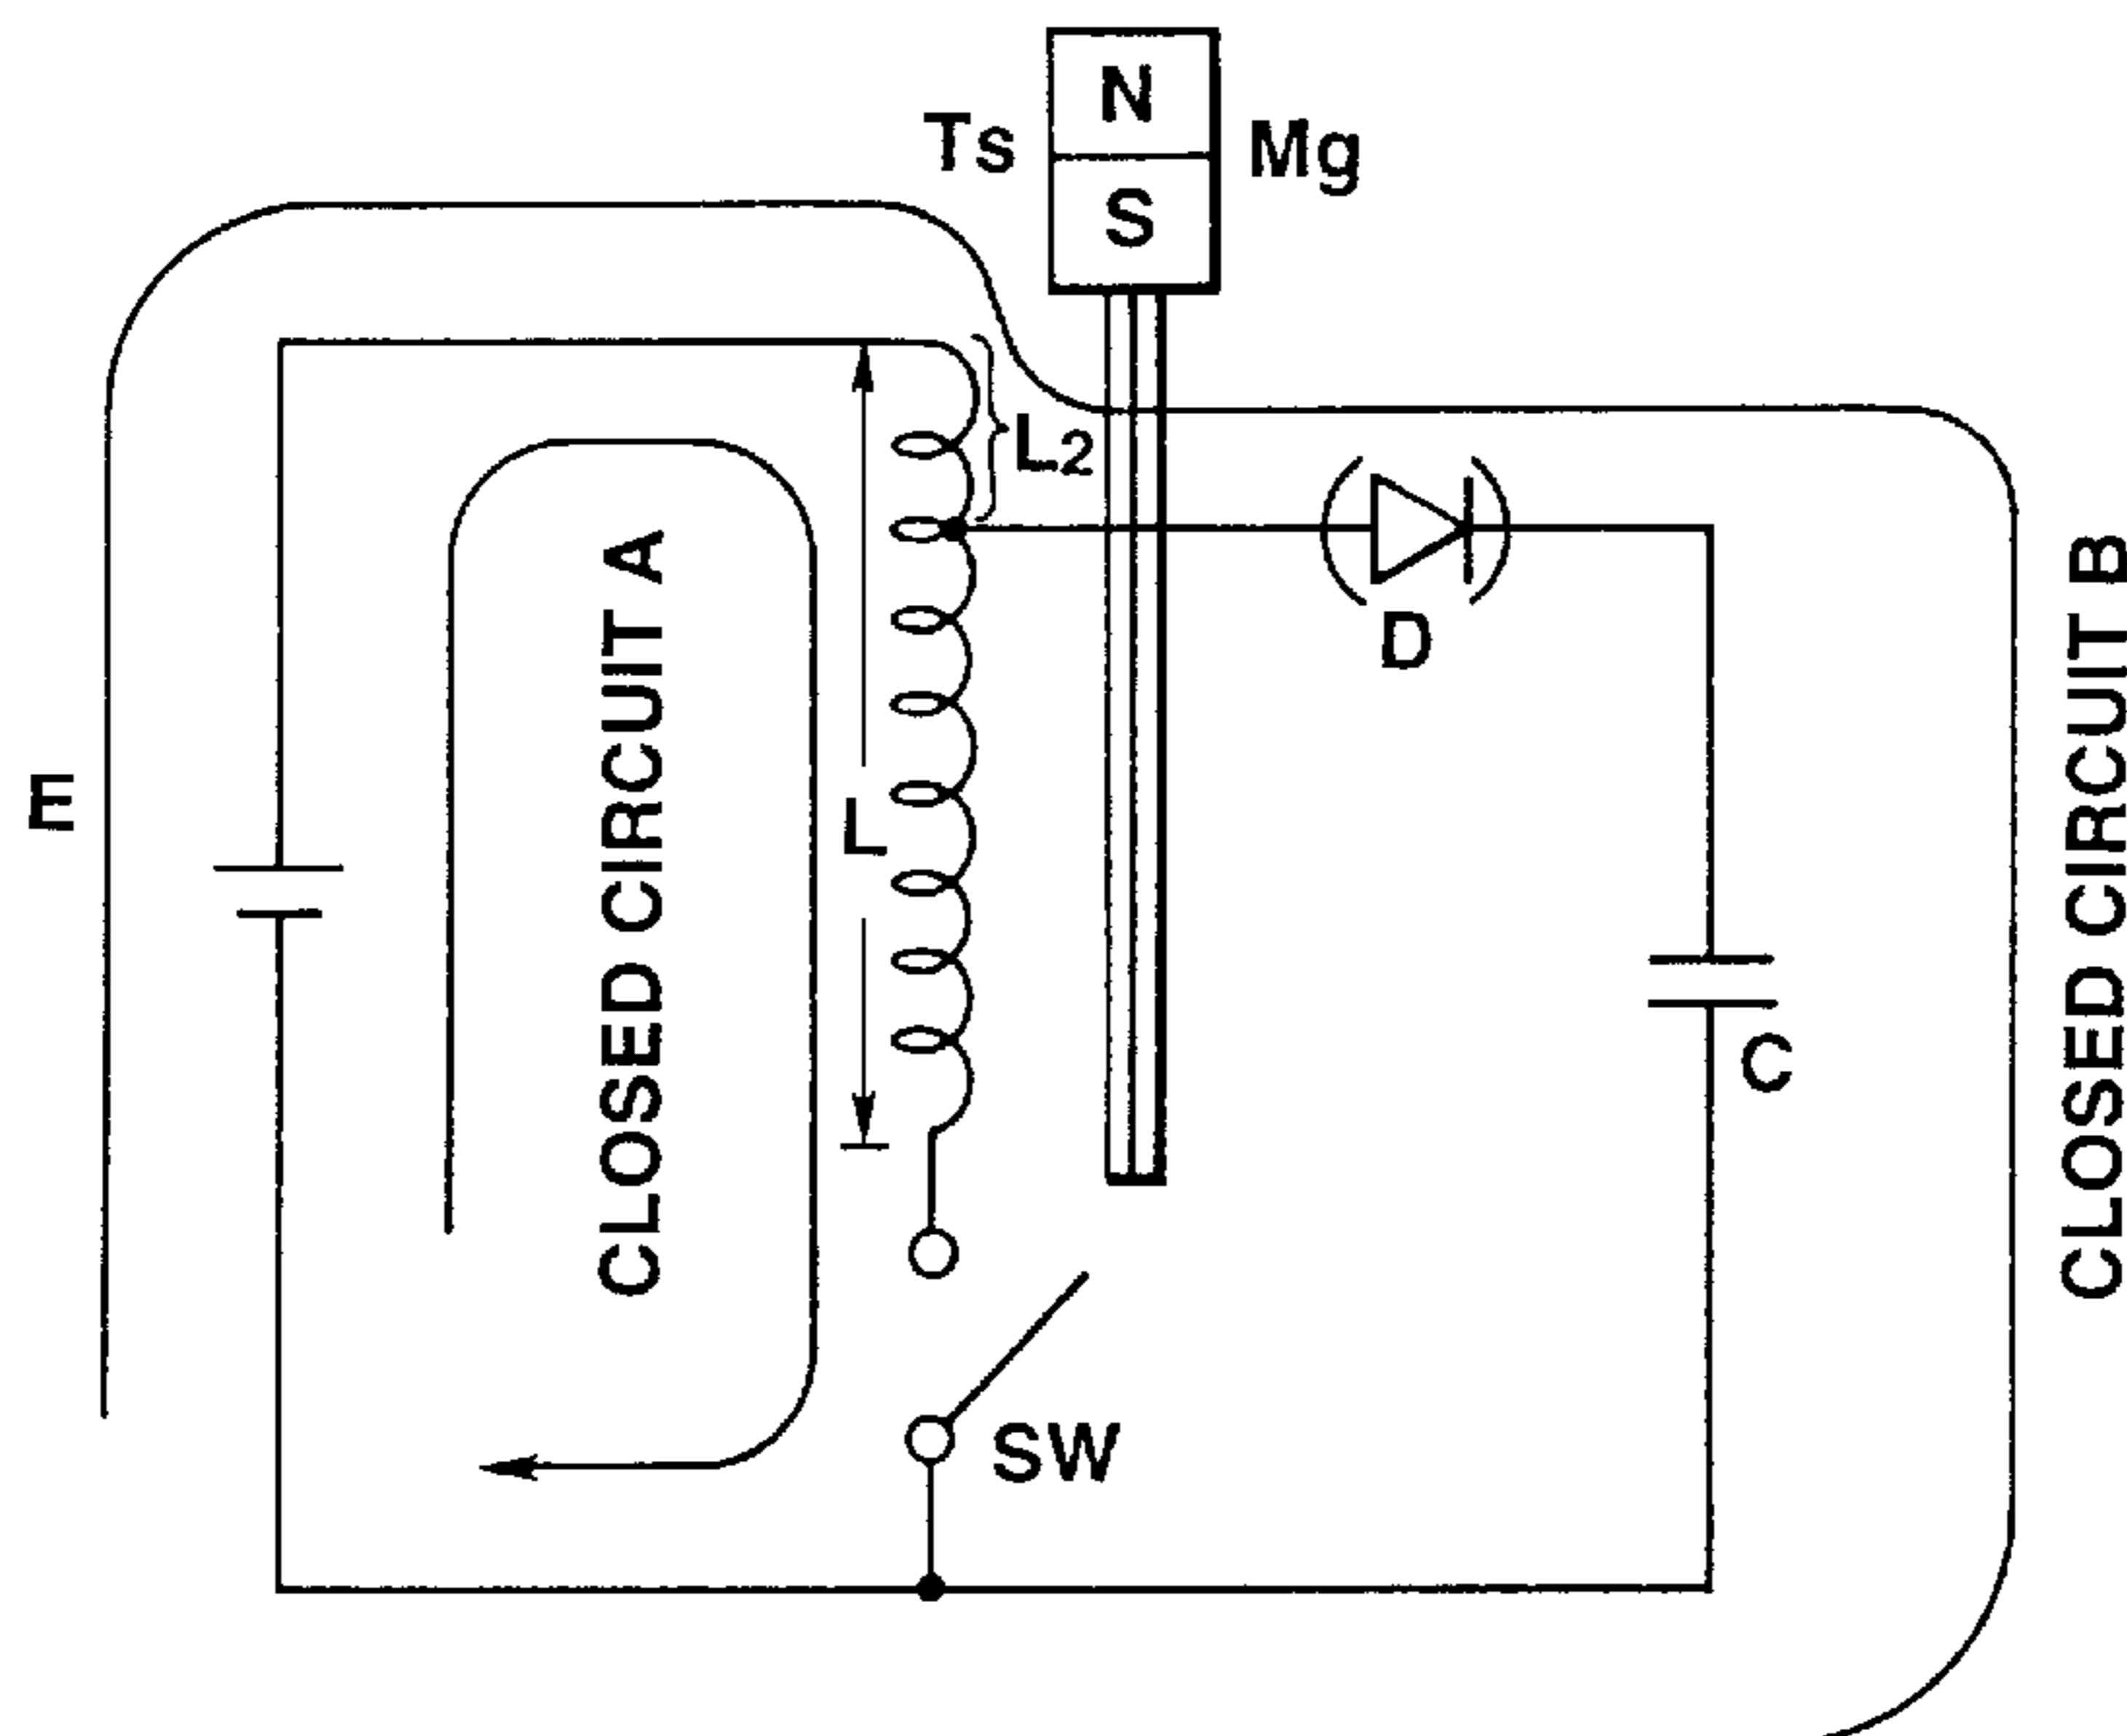 N
Ts
Mg
S
L2
D
E
L
CLOSED CIRCUIT A
CLOSED CIRCUIT B
C
SW